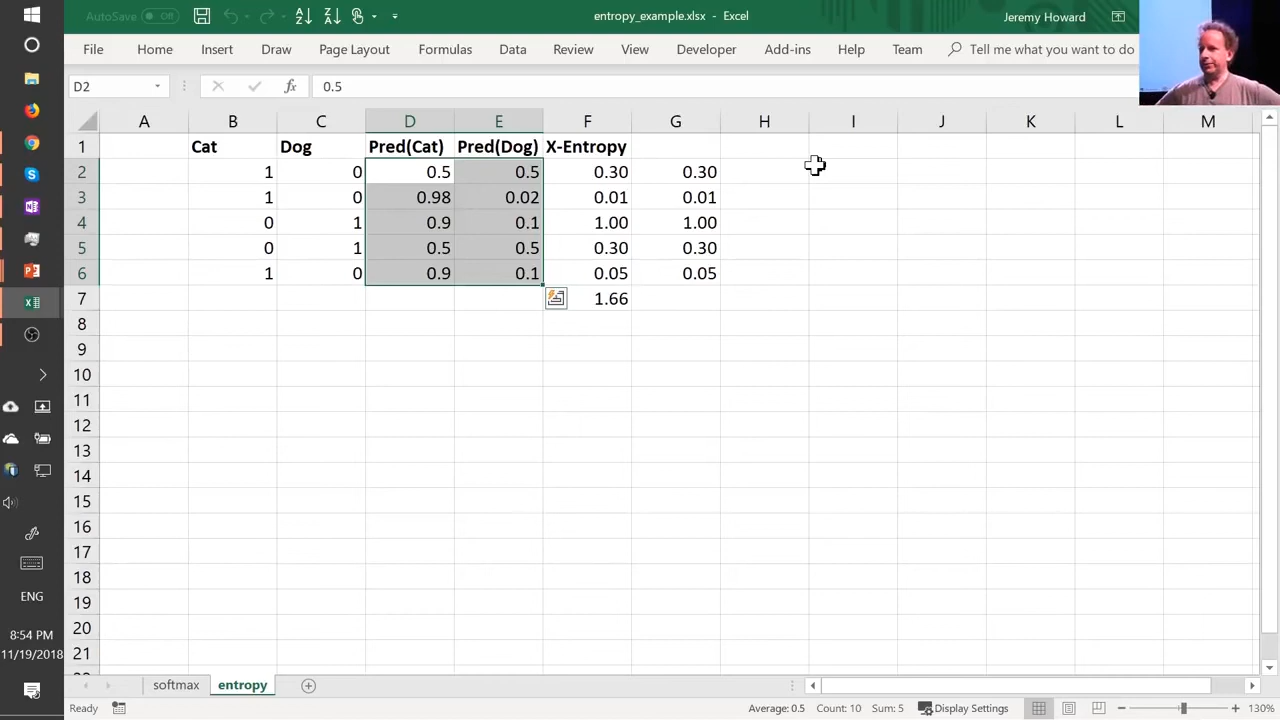 AutoSave Off
entropy_example.xlsx - Excel
Jeremy Howard
File Home Insert Draw Page Layout Formulas Data Review View Developer Add-ins Help Team Tell me what you want to do
D2 fx 0.5
A B C D E F G H I J K L M
1 Cat Dog Pred(Cat) Pred(Dog) X-Entropy
2 1 0 0.5 0.5 0.30 0.30
3 1 0 0.98 0.02 0.01 0.01
4 0 1 0.9 0.1 1.00 1.00
5 0 1 0.5 0.5 0.30 0.30
6 1 0 0.9 0.1 0.05 0.05
7 1.66
8
9
10
11
12
13
14
15
16
17
18
19
20
21
ENG
8:54 PM
11/19/2018
softmax entropy
Ready Average: 0.5 Count: 10 Sum: 5 Display Settings 130%